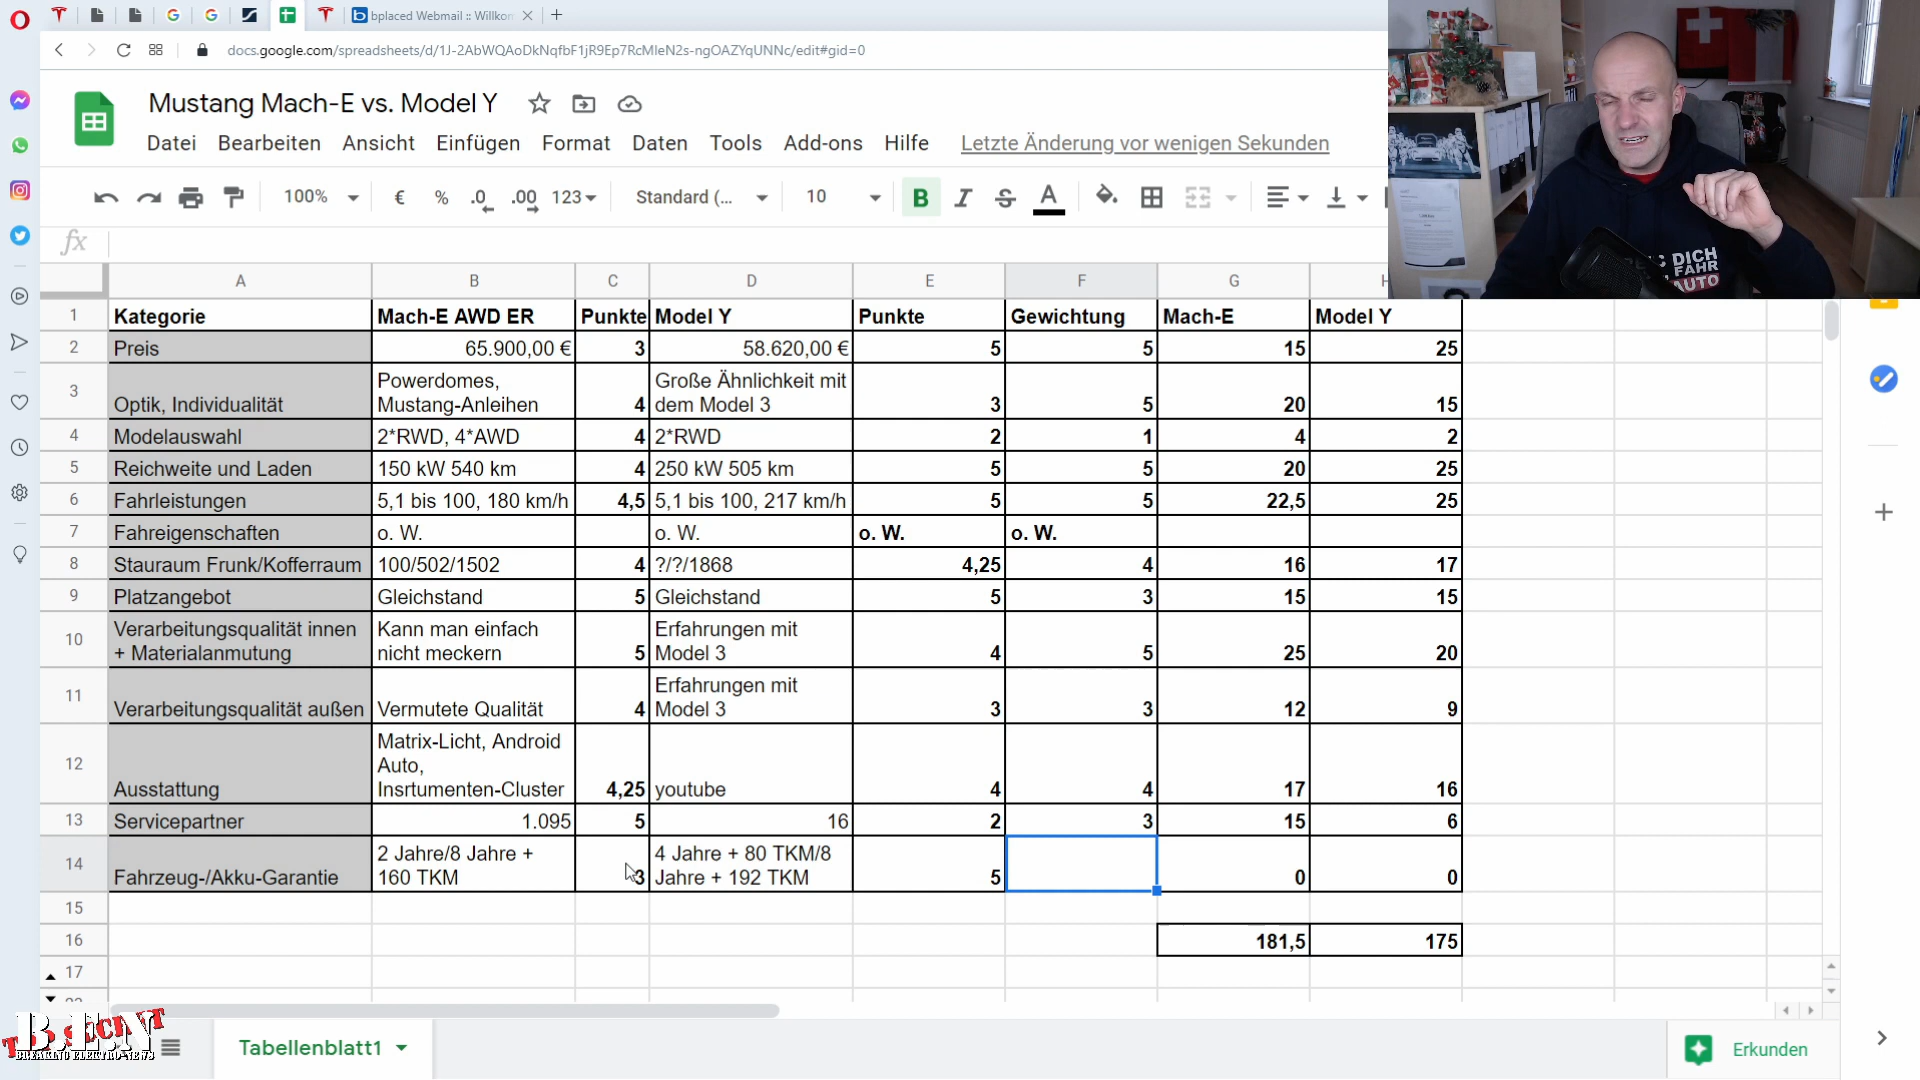 bplaced Webmail :: Willkon
docs.google.com/spreadsheets/d/1J-2AbWQAoDkNqfbF1jR9Ep7RcMIeN2s-ngOAZYqUNNc/edit#gid=0
Mustang Mach-E vs. Model Y
Datei Bearbeiten Ansicht Einfügen Format Daten Tools Add-ons Hilfe Letzte Änderung vor wenigen Sekunden
100% € % .0 .00 123 Standard (... 10 B I S A
fx
A B C D E F G H
1 Kategorie Mach-E AWD ER Punkte Model Y Punkte Gewichtung Mach-E Model Y
2 Preis 65.900,00 € 3 58.620,00 € 5 5 15 25
Powerdomes, Große Ähnlichkeit mit
3 Optik, Individualität Mustang-Anleihen 4 dem Model 3 3 5 20 15
4 Modelauswahl 2*RWD, 4*AWD 4 2*RWD 2 1 4 2
5 Reichweite und Laden 150 kW 540 km 4 250 kW 505 km 5 5 20 25
6 Fahrleistungen 5,1 bis 100, 180 km/h 4,5 5,1 bis 100, 217 km/h 5 5 22,5 25
7 Fahreigenschaften o. W. o. W. o. W. o. W.
8 Stauraum Frunk/Kofferraum 100/502/1502 4 ?/?/1868 4,25 4 16 17
9 Platzangebot Gleichstand 5 Gleichstand 5 3 15 15
Verarbeitungsqualität innen Kann man einfach Erfahrungen mit
10 + Materialanmutung nicht meckern 5 Model 3 4 5 25 20
Erfahrungen mit
11 Verarbeitungsqualität außen Vermutete Qualität 4 Model 3 3 3 12 9
Matrix-Licht, Android
12 Auto,
Ausstattung Insrtumenten-Cluster 4,25 youtube 4 4 17 16
13 Servicepartner 1.095 5 16 2 3 15 6
2 Jahre/8 Jahre + 4 Jahre + 80 TKM/8
14 Fahrzeug-/Akku-Garantie 160 TKM 3 Jahre + 192 TKM 5 0 0
15
16 181,5 175
17
B.E.N
BREAKING ELEKTRO-NEWS
Tabellenblatt1
Erkunden
DICH
FAHR
AUTO